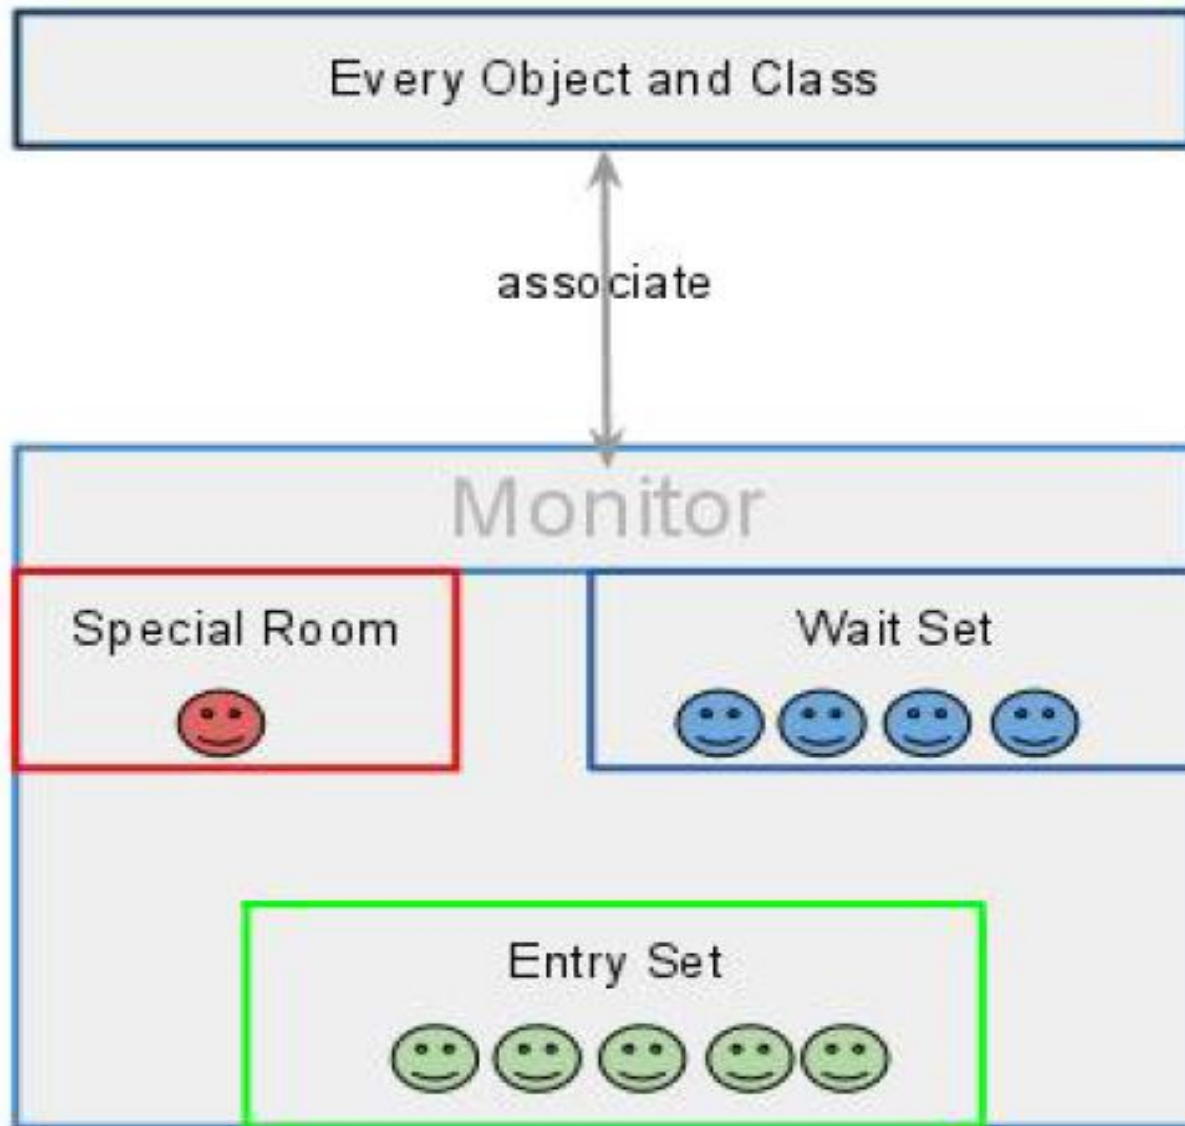 Every Object and Class
associate
Monitor
Special Room
Wait Set
Entry Set